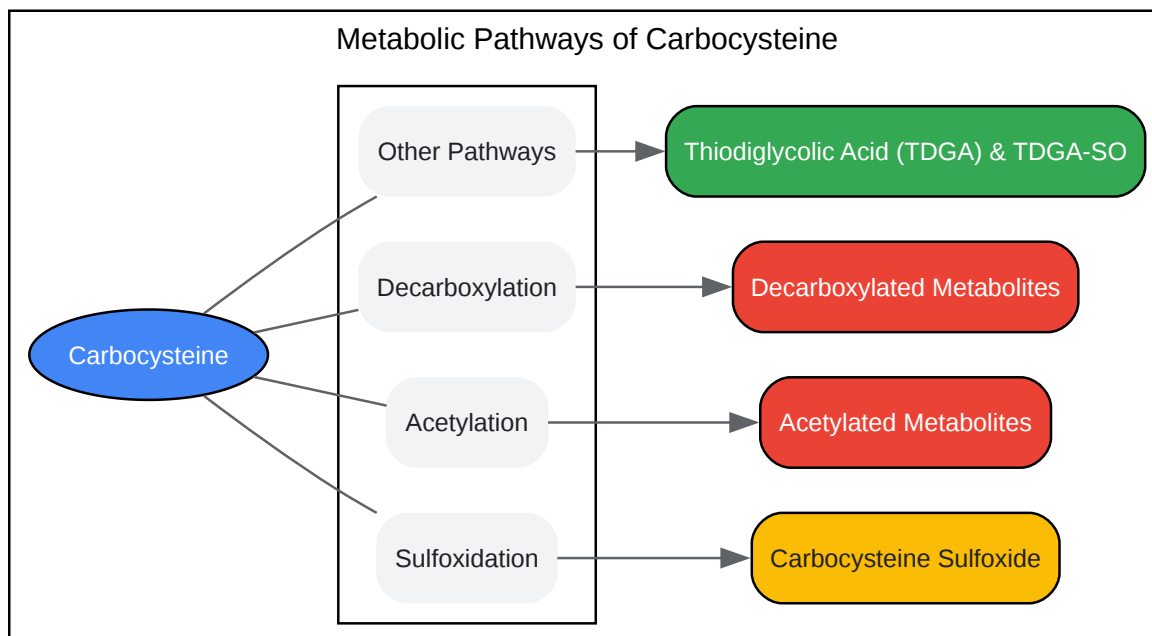 Metabolic Pathways of Carbocysteine
Other Pathways
Thiodiglycolic Acid (TDGA) & TDGA-SO
Decarboxylation
Decarboxylated Metabolites
Carbocysteine
Acetylation
Acetylated Metabolites
Sulfoxidation
Carbocysteine Sulfoxide